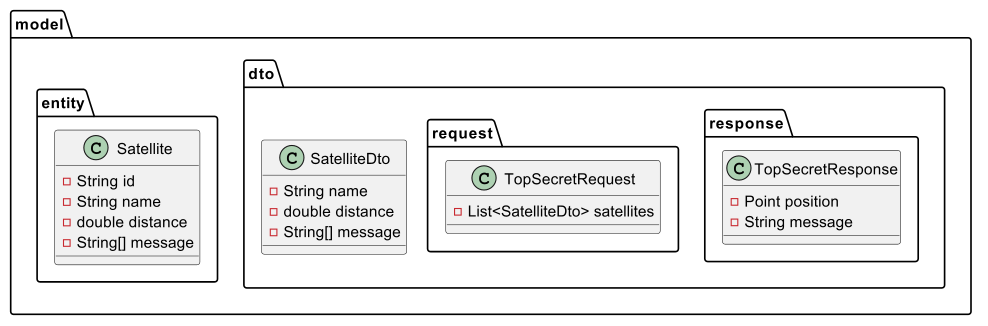 model
dto
entity
request
response
C Satellite
String id
String name
double distance
String[] message
C SatelliteDto
String name
double distance
String[] message
C TopSecretRequest
List<SatelliteDto> satellites
C TopSecretResponse
Point position
String message